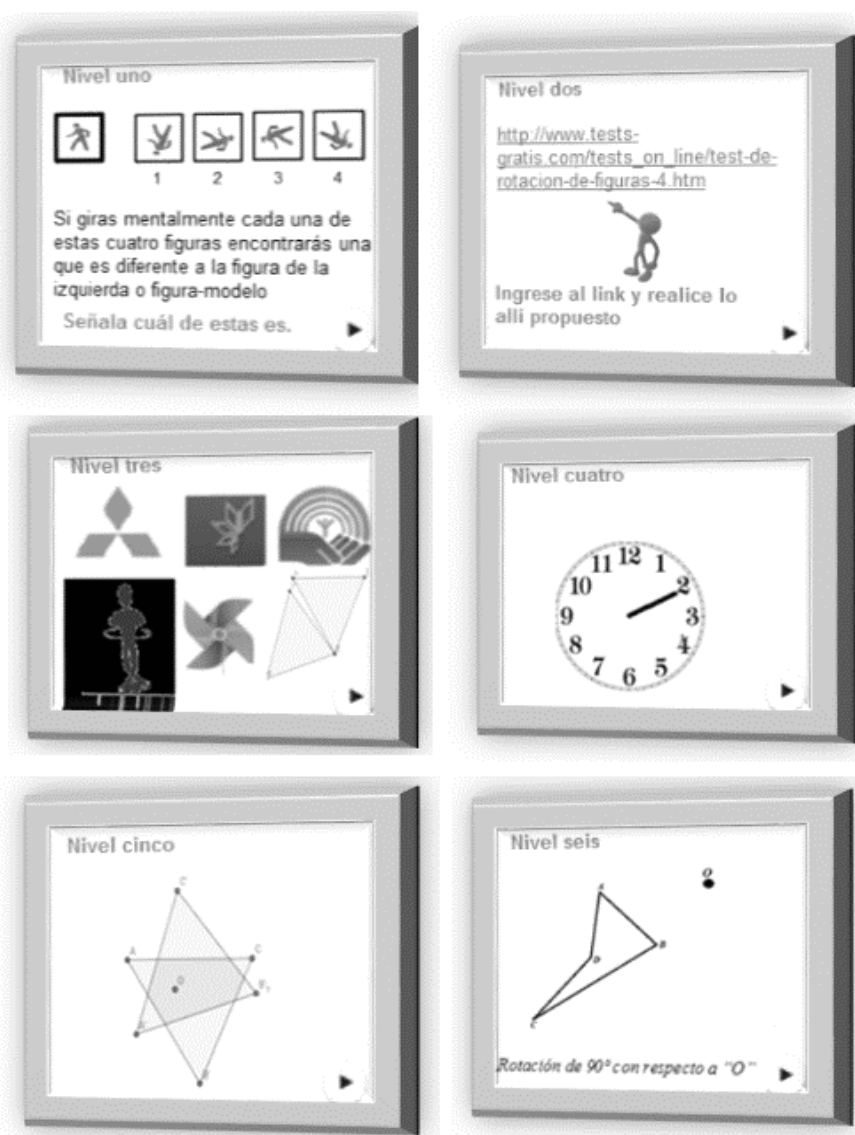 Nivel uno
1 2 3 4
Si giras mentalmente cada una de
estas cuatro figuras encontrarás una
que es diferente a la figura de la
izquierda o figura-modelo
Señala cuál de estas es.
Nivel dos
http://www.tests-
gratis.com/tests_on_line/test-de-
rotacion-de-figuras-4.htm
Ingrese al link y realice lo
alli propuesto
Nivel tres
Nivel cuatro
12
11 1
10 2
9 3
8 4
7 5
6
Nivel cinco
C'
A C
O
B'1
A'
B
Nivel seis
O
A
B
D
C
Rotación de 90º con respecto a "O"